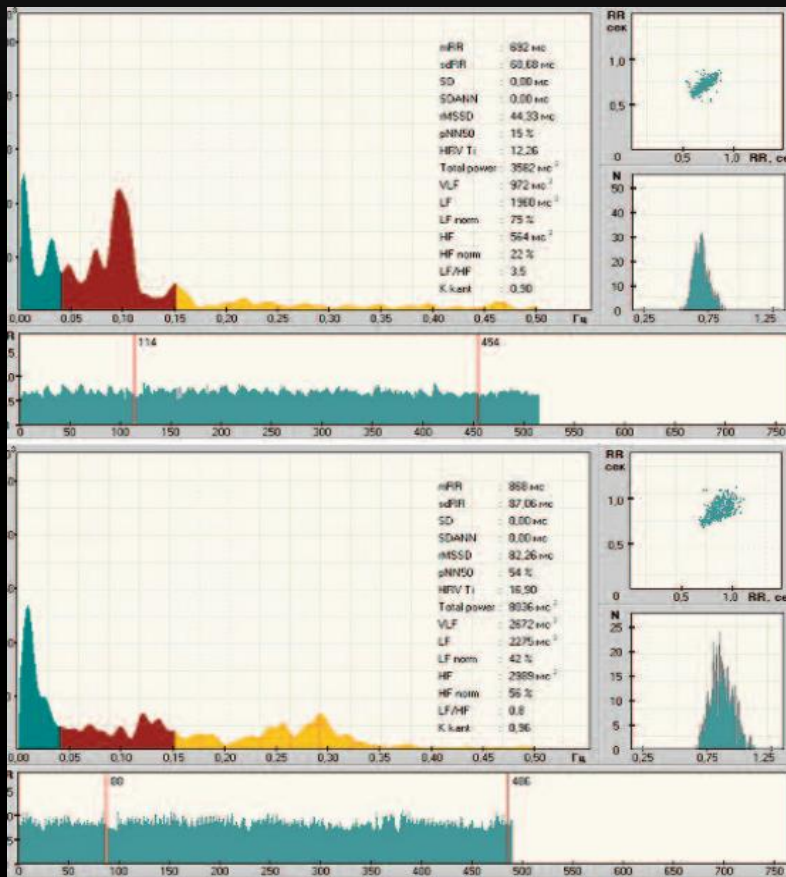 mRR : 692 мс
sdRR : 60,68 мс
SD : 0,00 мс
SDANN : 0,00 мс
rMSSD : 44,33 мс
pNN50 : 15 %
HRV Ti : 12,26
Total power : 3582 мс²
VLF : 972 мс²
LF : 1960 мс²
LF norm : 75 %
HF : 564 мс²
HF norm : 22 %
LF/HF : 3,5
K kant : 0,90
0,00 0,05 0,10 0,15 0,20 0,25 0,30 0,35 0,40 0,45 0,50 Гц
RR
сек
1,0
0,5
0 0,5 1,0 RR, се
N
50
40
30
20
10
0
0,25 0,75 1,25
114 454
0 50 100 150 200 250 300 350 400 450 500 550 600 650 700 750
mRR : 868 мс
sdRR : 87,06 мс
SD : 0,00 мс
SDANN : 0,00 мс
rMSSD : 82,26 мс
pNN50 : 54 %
HRV Ti : 16,90
Total power : 8036 мс²
VLF : 2672 мс²
LF : 2275 мс²
LF norm : 42 %
HF : 2989 мс²
HF norm : 56 %
LF/HF : 0,8
K kant : 0,96
0,00 0,05 0,10 0,15 0,20 0,25 0,30 0,35 0,40 0,45 0,50 Гц
RR
сек
1,0
0,5
0 0,5 1,0 RR, се
N
25
20
15
10
5
0
0,25 0,75 1,25
486
0 50 100 150 200 250 300 350 400 450 500 550 600 650 700 750